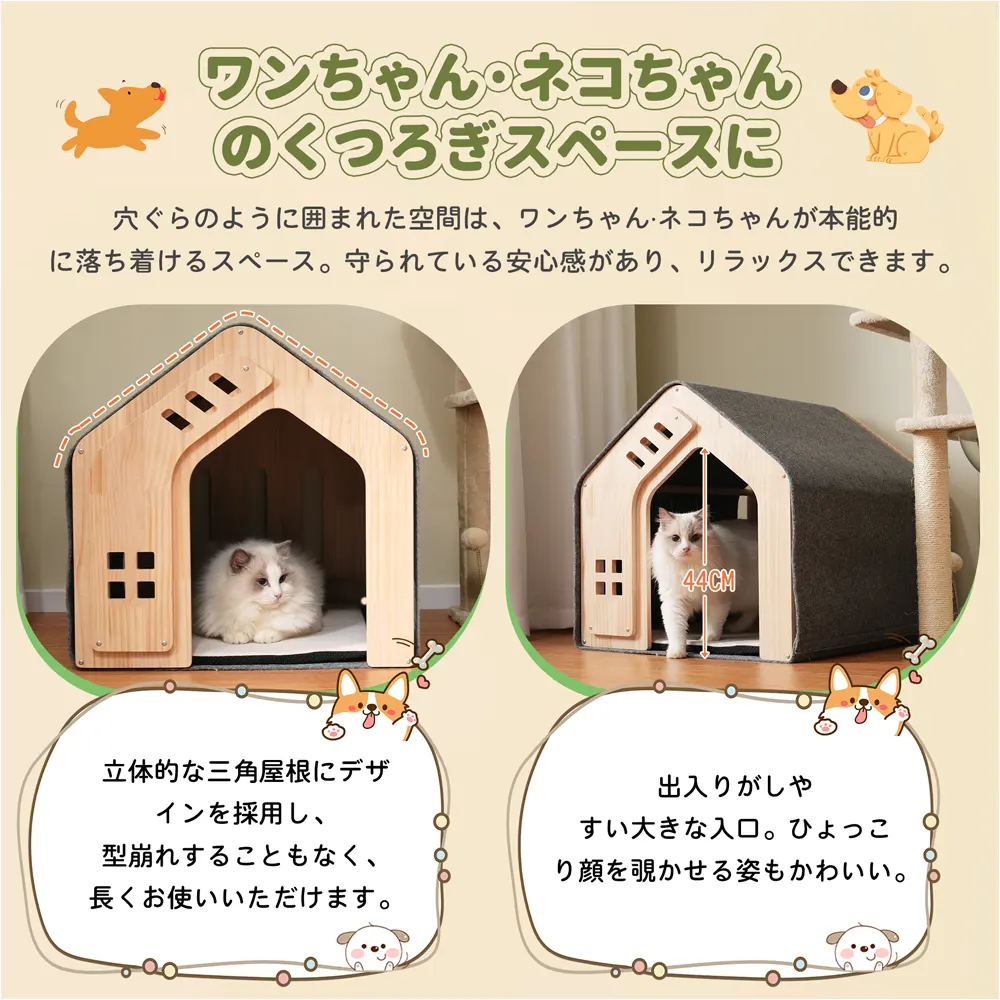 ワンちゃん・ネコちゃん
のくつろぎスペースに
穴ぐらのように囲まれた空間は、ワンちゃん·ネコちゃんが本能的
に落ち着けるスペース。守られている安心感があり、リラックスできます。
44CM
立体的な三角屋根にデザ
インを採用し、
型崩れすることもなく、
長くお使いいただけます。
出入りがしや
すい大きな入口。ひょっこ
り顔を覗かせる姿もかわいい。